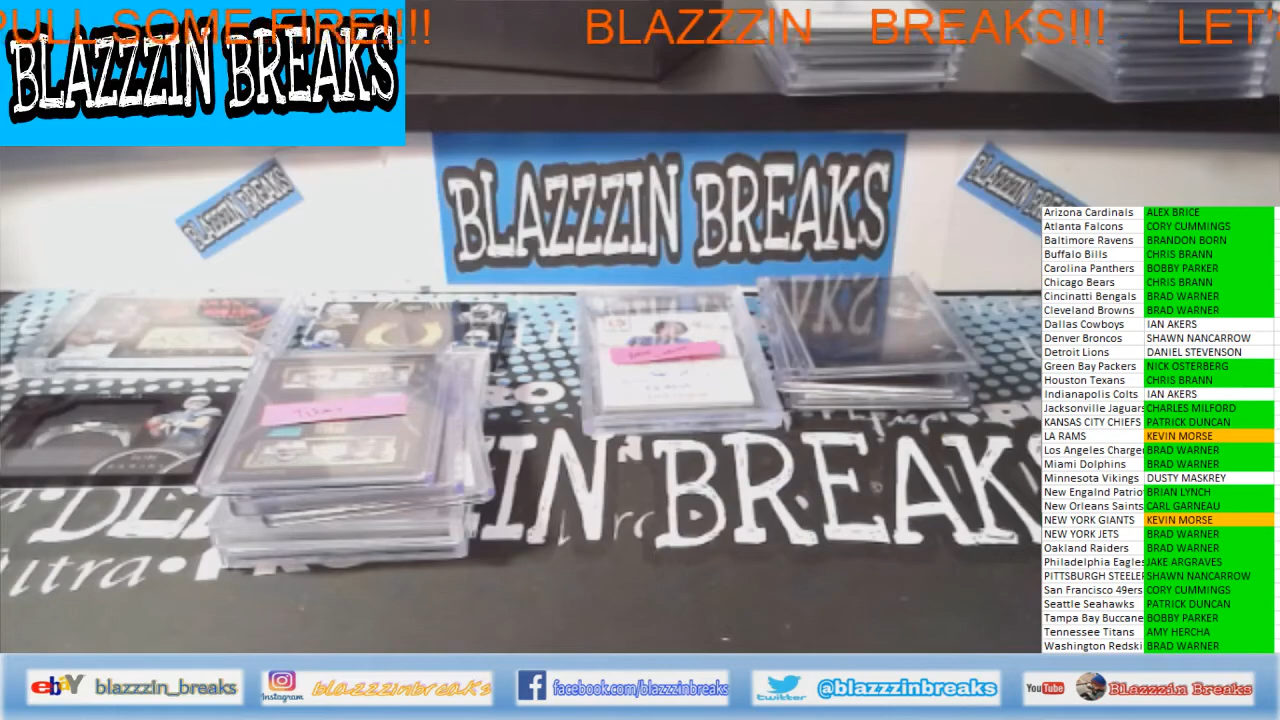 PULL SOME FIRE!!!! BLAZZZIN BREAKS!!! LET'
BLAZZZIN BREAKS
BLAZZZIN BREAKS
BLAZZZIN BREAKS
BLAZZZIN
Arizona Cardinals ALEX BRICE
Atlanta Falcons CORY CUMMINGS
Baltimore Ravens BRANDON BORN
Buffalo Bills CHRIS BRANN
Carolina Panthers BOBBY PARKER
Chicago Bears CHRIS BRANN
Cincinatti Bengals BRAD WARNER
Cleveland Browns BRAD WARNER
Dallas Cowboys IAN AKERS
Denver Broncos SHAWN NANCARROW
Detroit Lions DANIEL STEVENSON
Green Bay Packers NICK OSTERBERG
Houston Texans CHRIS BRANN
Indianapolis Colts IAN AKERS
Jacksonville Jaguars CHARLES MILFORD
KANSAS CITY CHIEFS PATRICK DUNCAN
LA RAMS KEVIN MORSE
Los Angeles Charge BRAD WARNER
Miami Dolphins BRAD WARNER
Minnesota Vikings DUSTY MASKREY
New Engalnd Patrio BRIAN LYNCH
New Orleans Saints CARL GARNEAU
NEW YORK GIANTS KEVIN MORSE
NEW YORK JETS BRAD WARNER
Oakland Raiders BRAD WARNER
Philadelphia Eagles JAKE ARGRAVES
PITTSBURGH STEELE SHAWN NANCARROW
San Francisco 49ers CORY CUMMINGS
Seattle Seahawks PATRICK DUNCAN
Tampa Bay Buccane BOBBY PARKER
Tennessee Titans AMY HERCHA
Washington Redski BRAD WARNER
Titans
IN BREAKS
ebay blazzzin_breaks Instagram blazzzinbreaks facebook.com/blazzzinbreaks twitter @blazzzinbreaks YouTube Blazzzin Breaks